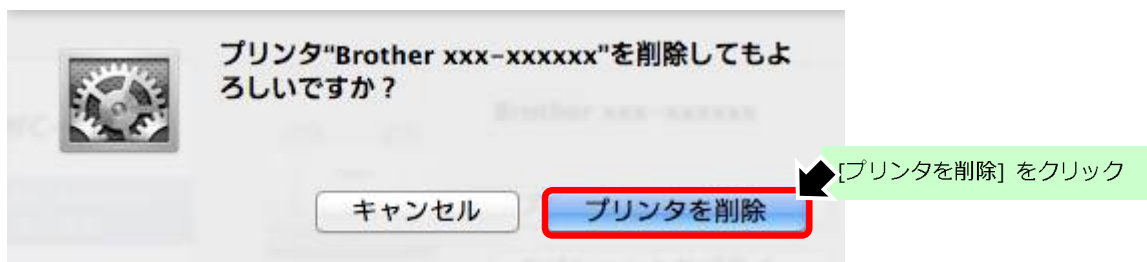 プリンタ“Brother xxx-xxxxxx"を削除してもよ
ろしいですか？
[プリンタを削除] をクリック
キャンセル
プリンタを削除